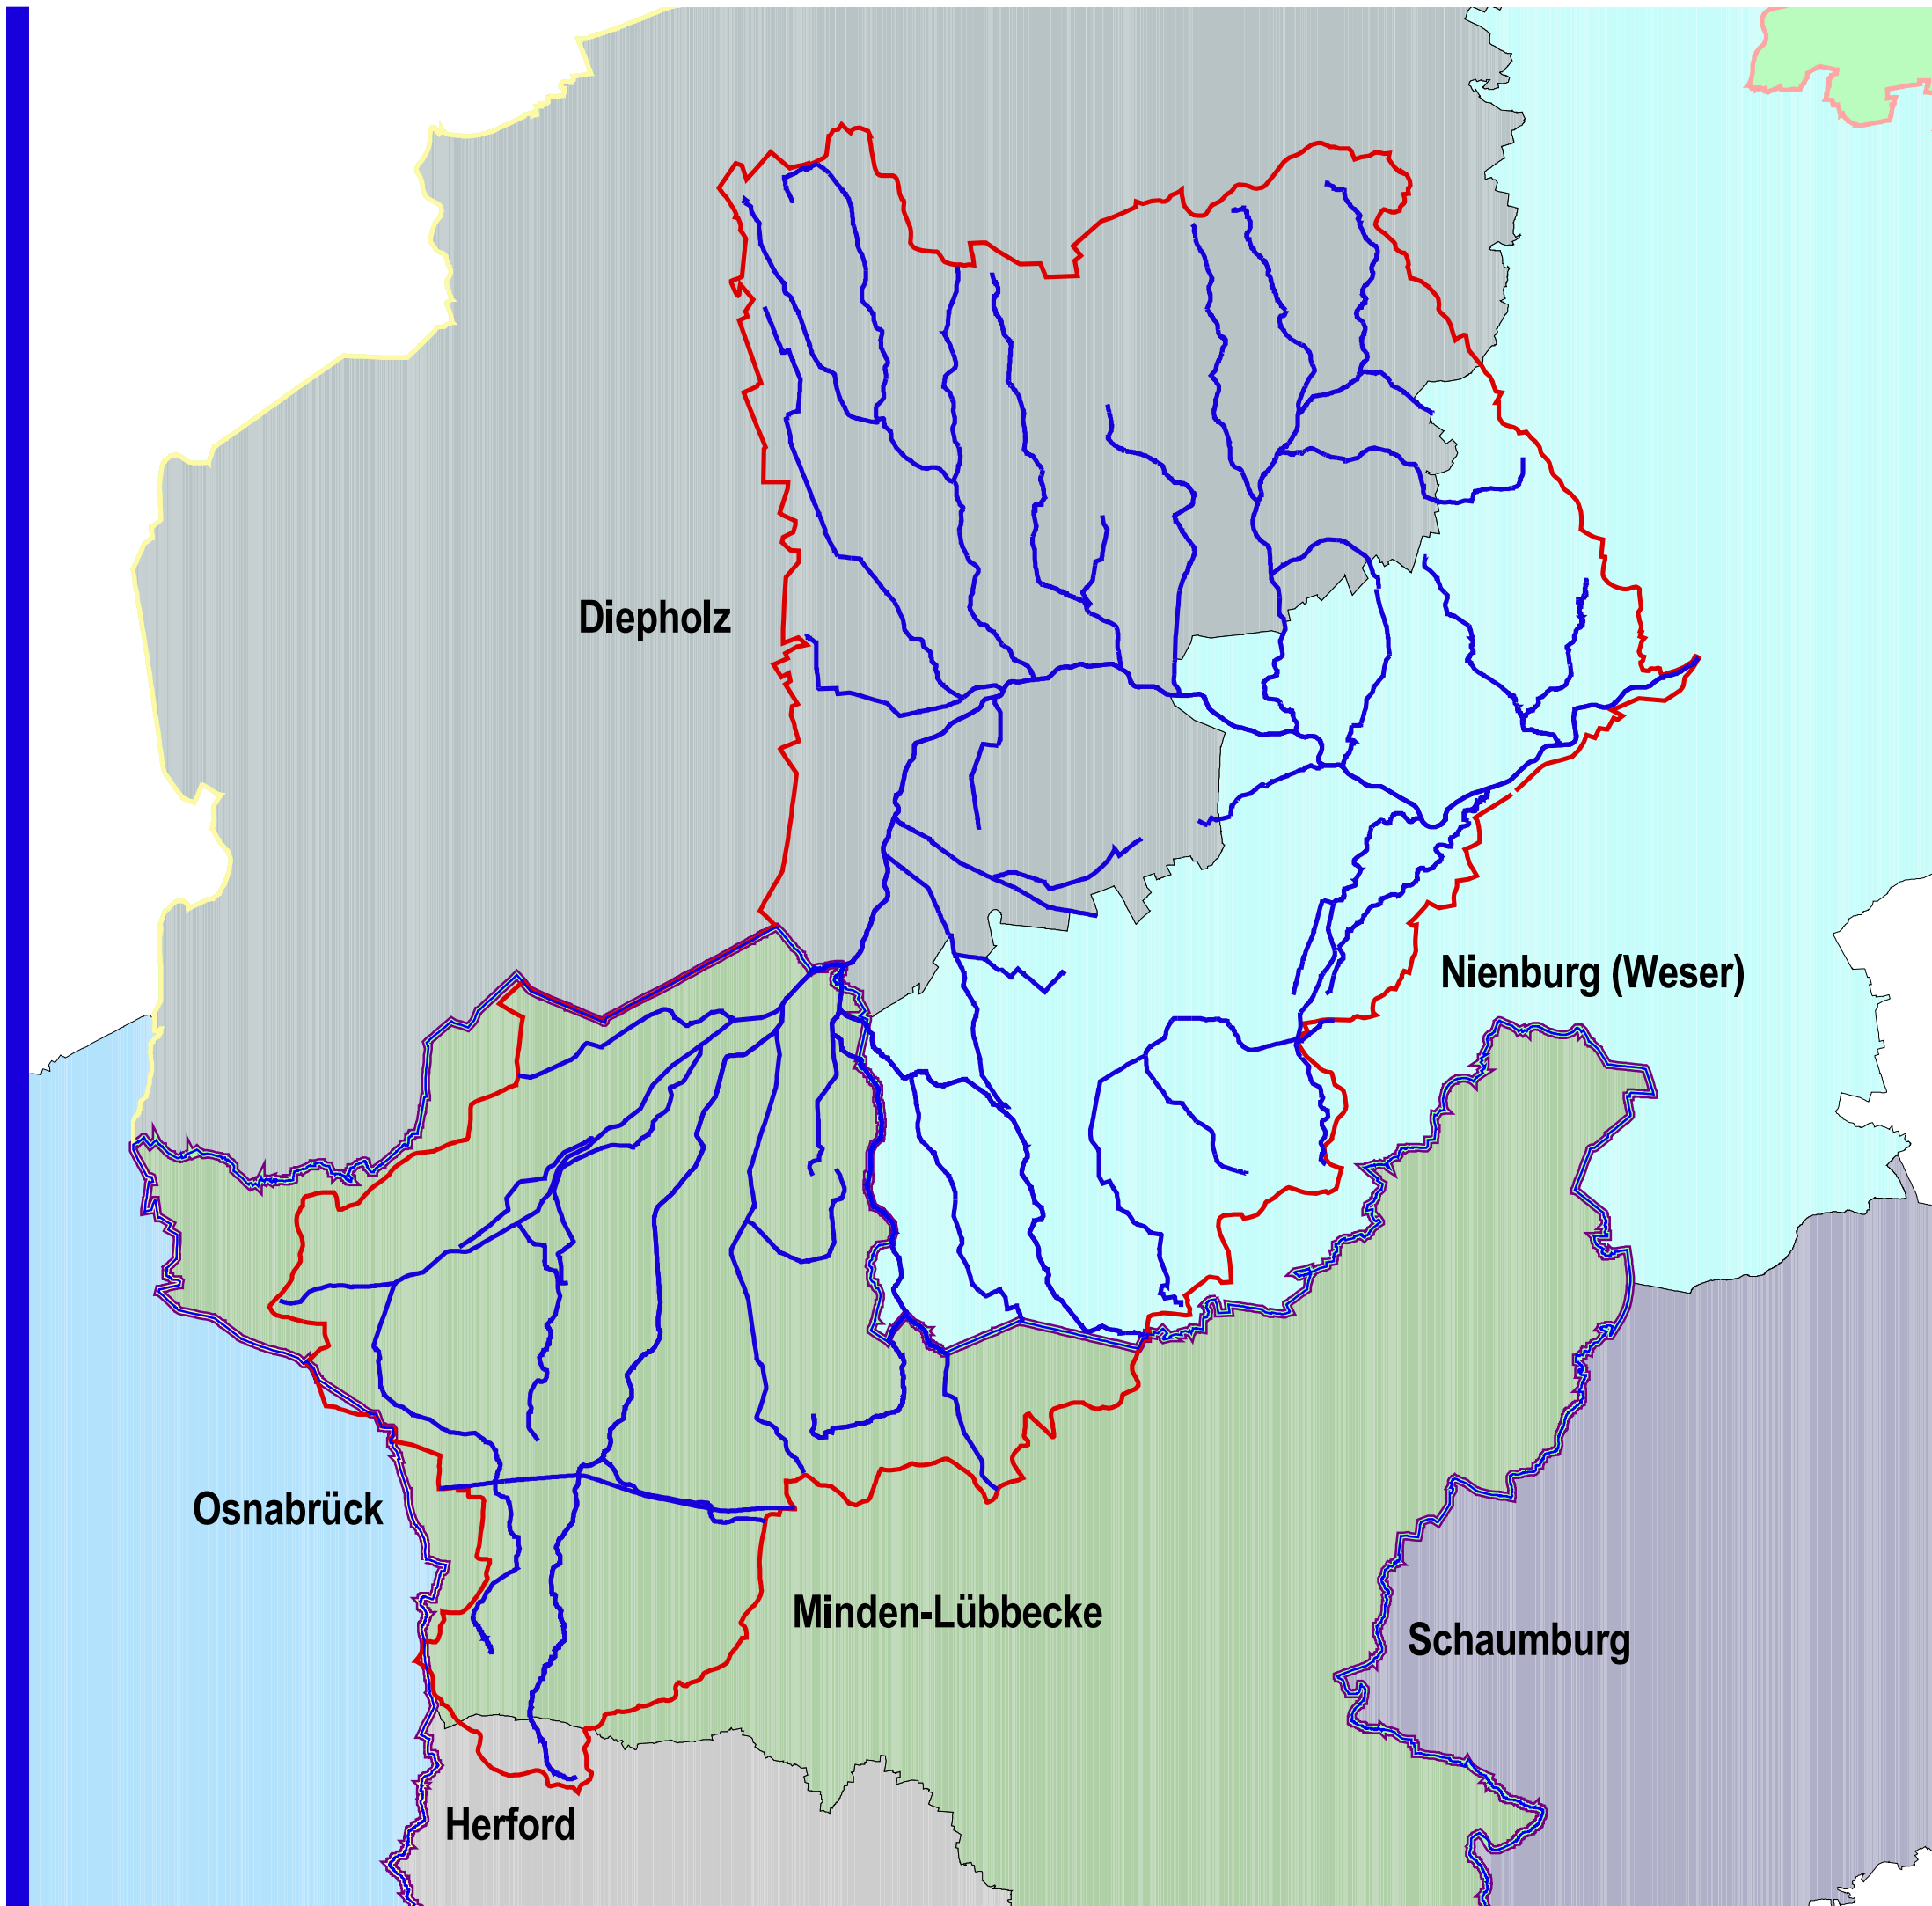 Diepholz
Nienburg (Weser)
Osnabrück
Minden-Lübbecke
Schaumburg
Herford